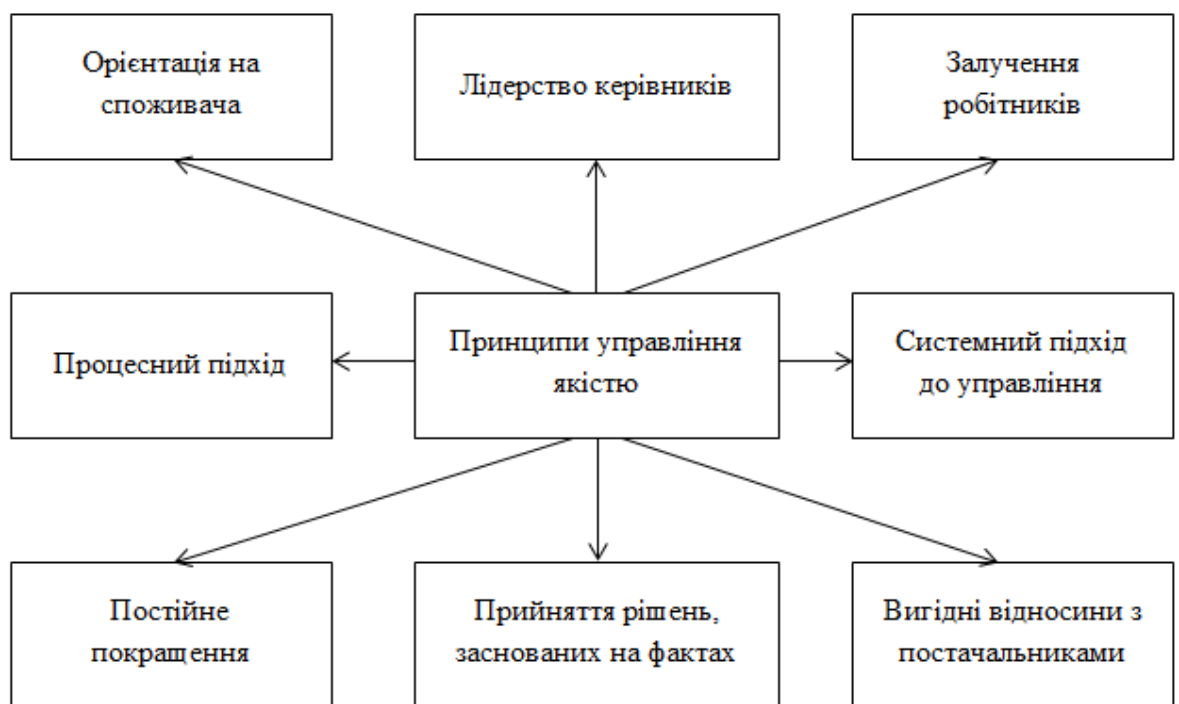 Орієнтація на
споживача
Лідерство керівників
Залучення
робітників
Процесний підхід
Принципи управління
якістю
Системний підхід
до управління
Постійне
покращення
Прийняття рішень,
заснованих на фактах
Вигідні відносини з
постачальниками